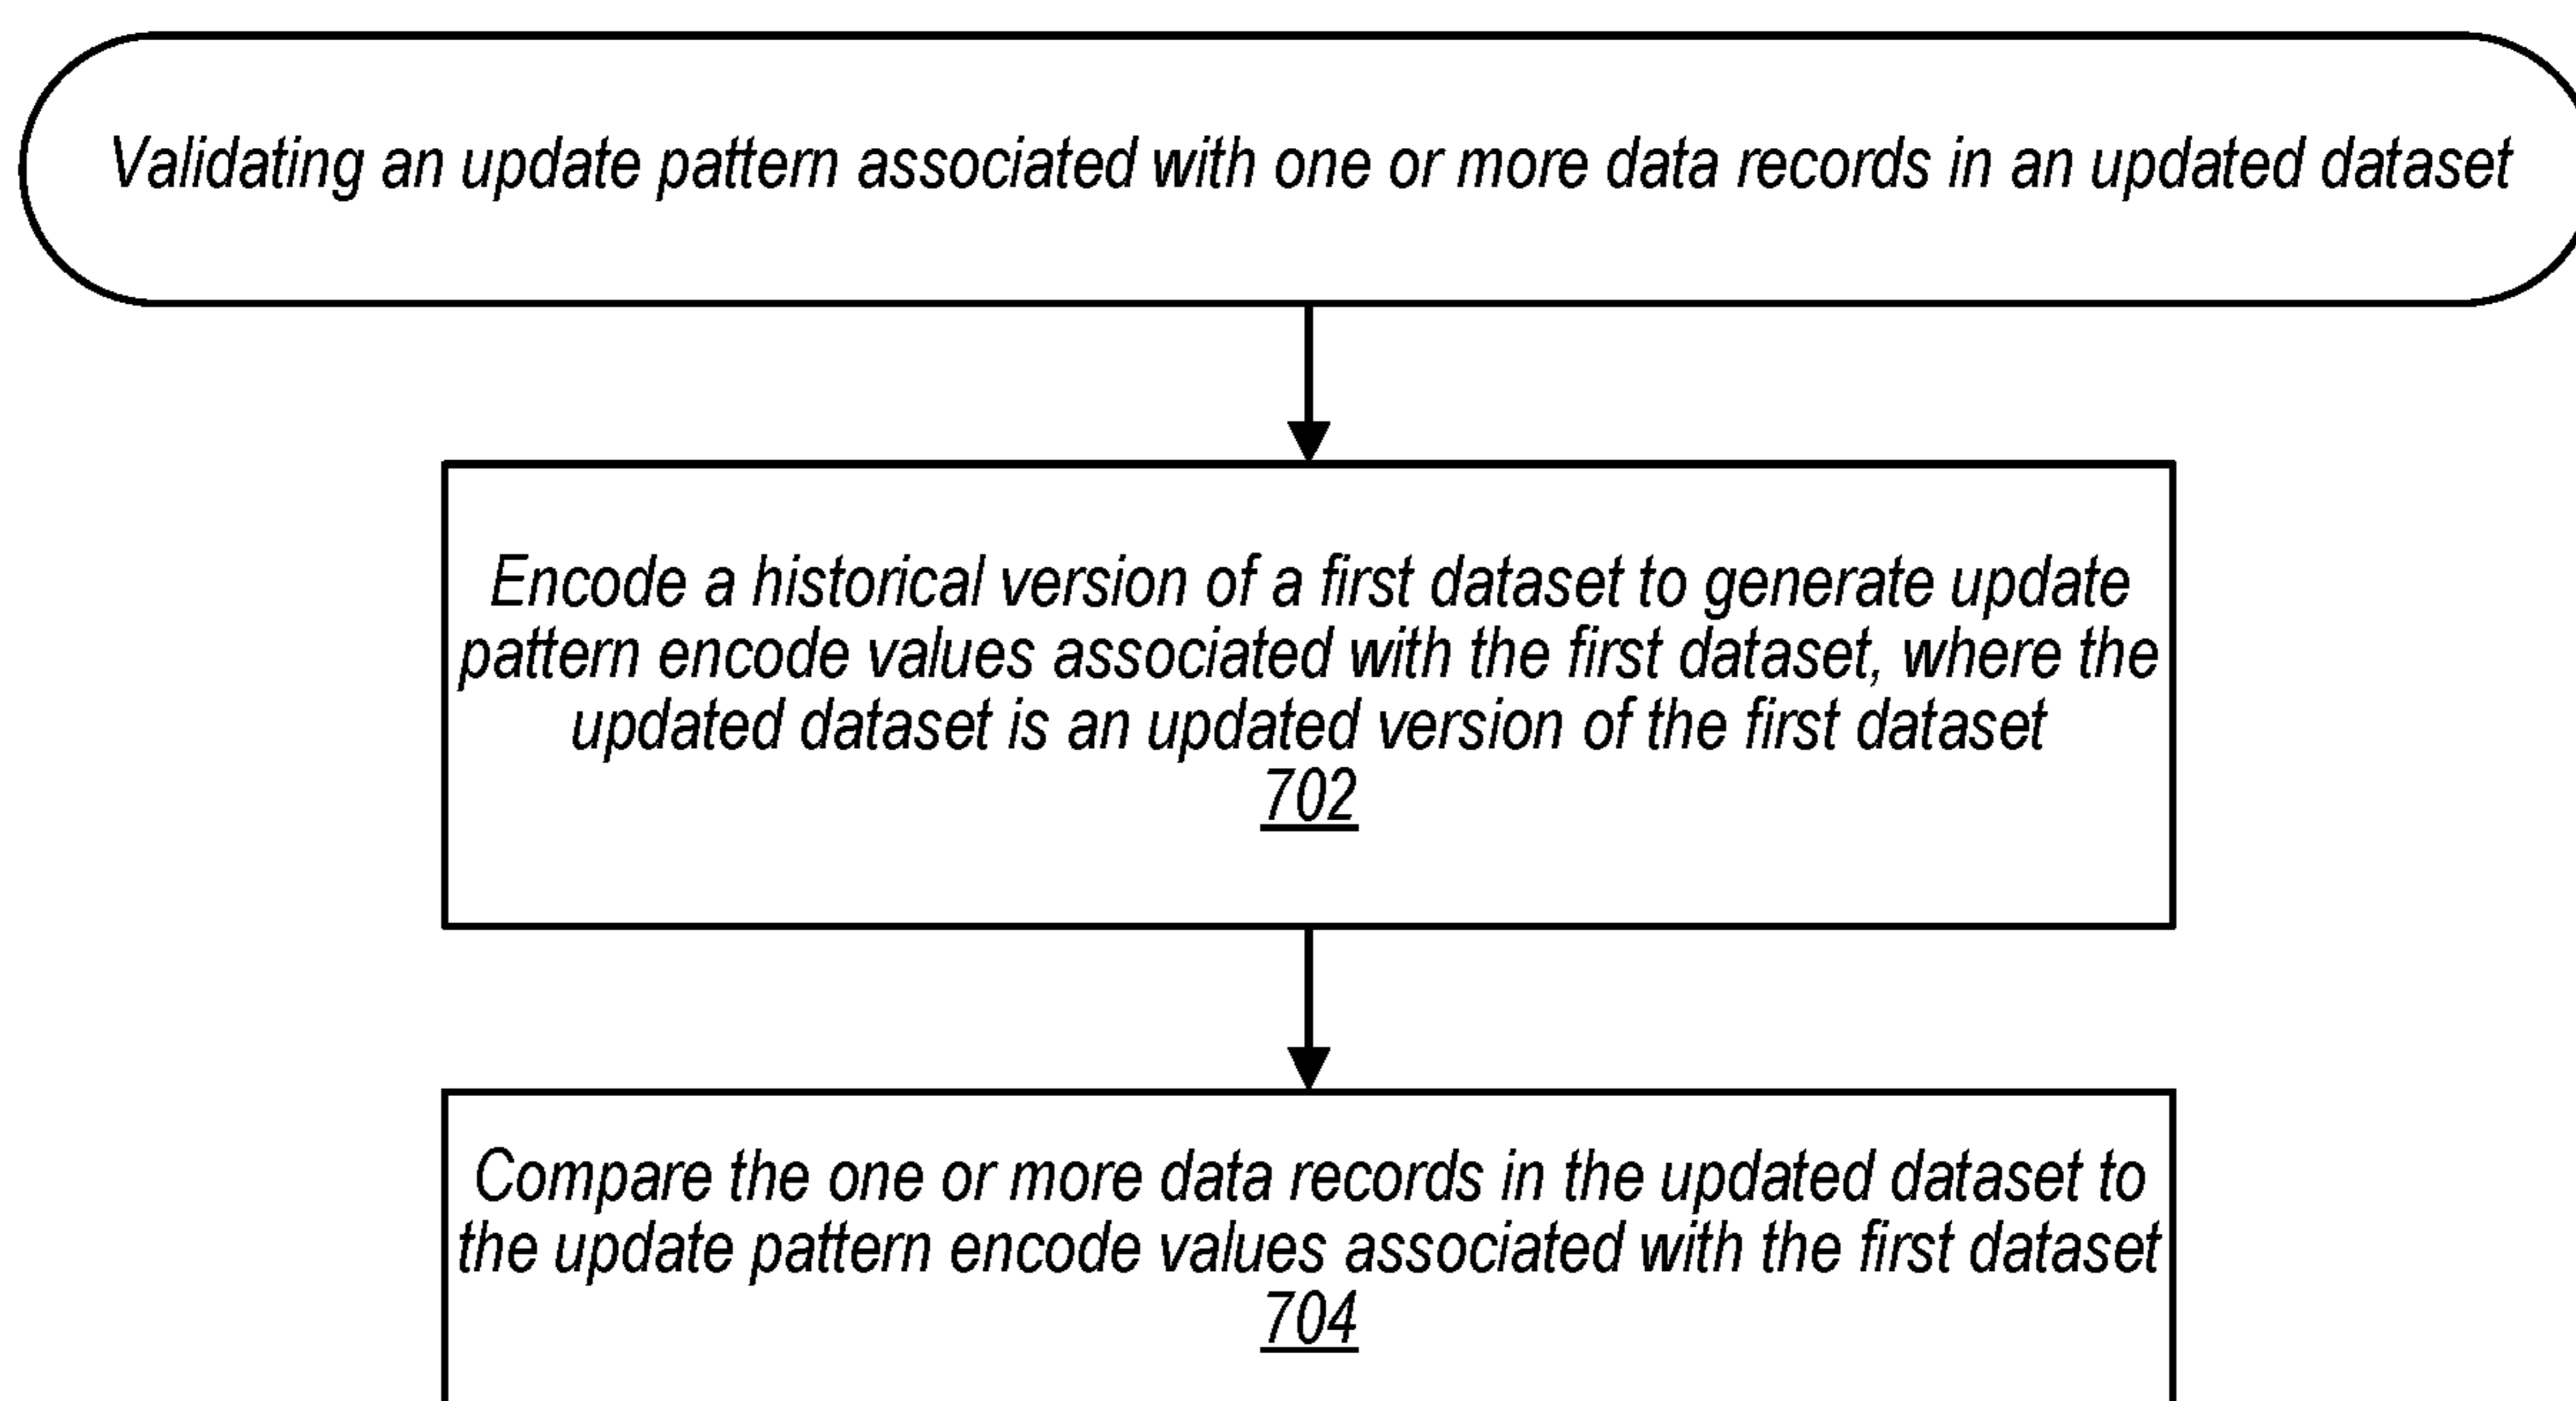 Validating an update pattern associated with one or more data records in an updated dataset
Encode a historical version of a first dataset to generate update
pattern encode values associated with the first dataset, where the
updated dataset is an updated version of the first dataset
702
Compare the one or more data records in the updated dataset to
the update pattern encode values associated with the first dataset
704